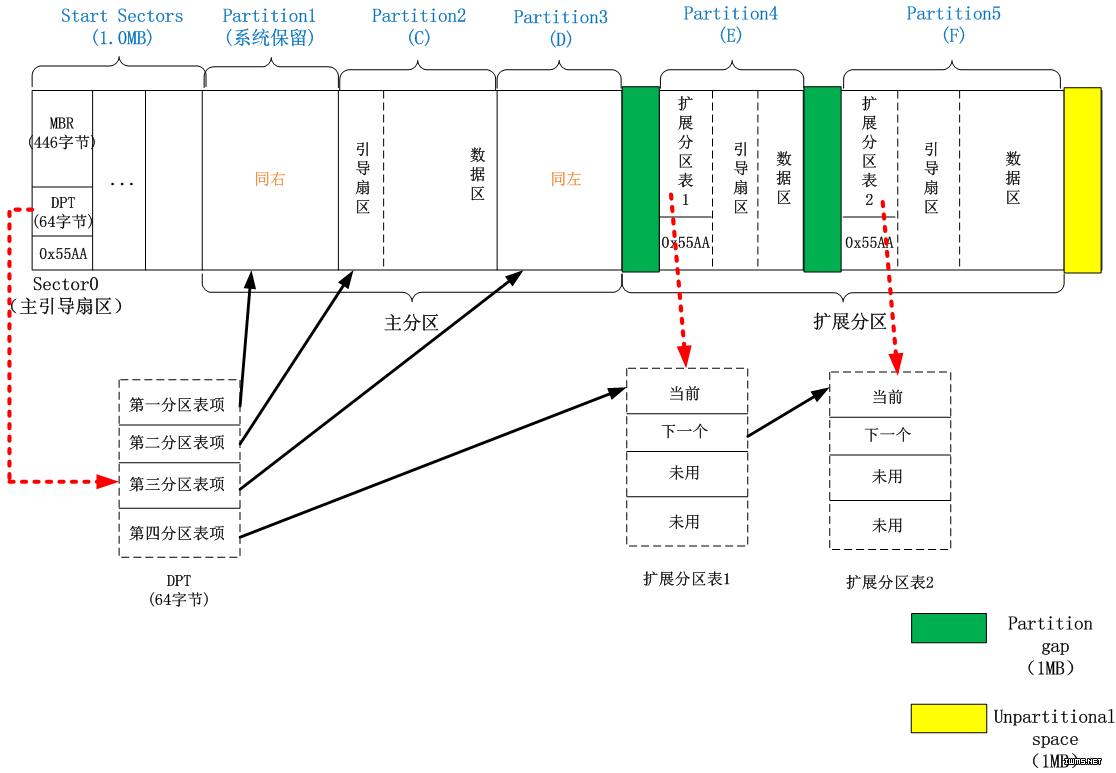 Start Sectors
(1.0MB)
Partition1
(系统保留)
Partition2
(C)
Partition3
(D)
Partition4
(E)
Partition5
(F)
MBR
(446字节)
DPT
(64字节)
0x55AA
...
同右
引导扇区
数据区
同左
扩展分区表1
0x55AA
引导扇区
数据区
扩展分区表2
0x55AA
引导扇区
数据区
Sector0
(主引导扇区)
主分区
扩展分区
第一分区表项
第二分区表项
第三分区表项
第四分区表项
DPT
(64字节)
当前
下一个
未用
未用
扩展分区表1
当前
下一个
未用
未用
扩展分区表2
Partition
gap
(1MB)
Unpartitional
space
(1MB)